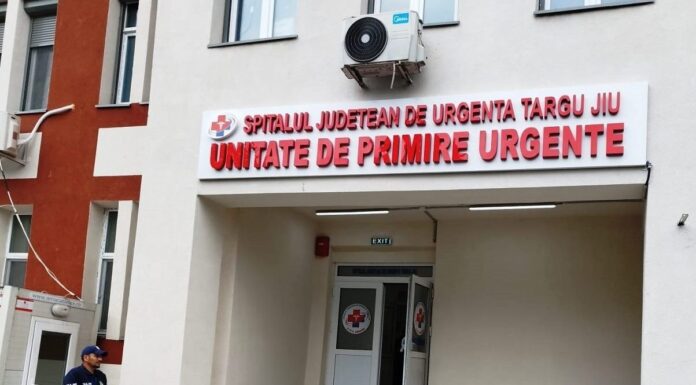 SPITALUL JUDETEAN DE URGENTA TARGU JIU
UNITATE DE PRIMIRE URGENTE
EXIT